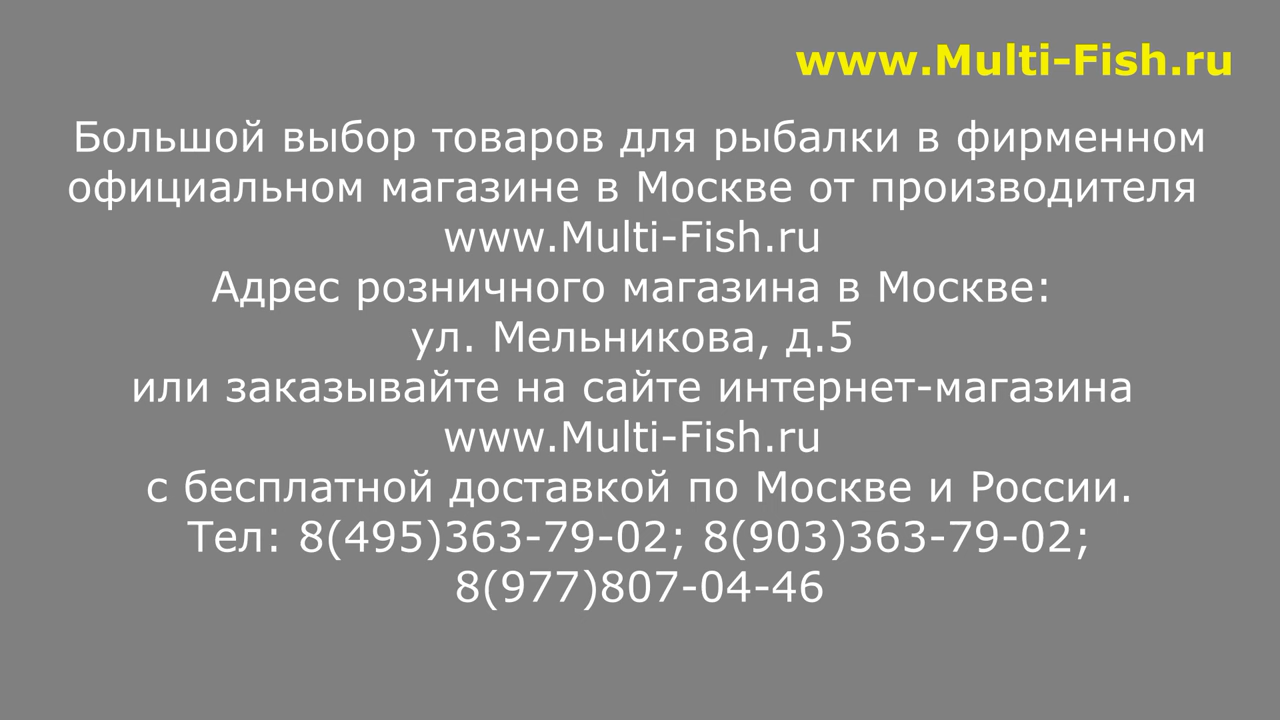 www.Multi-Fish.ru
Большой выбор товаров для рыбалки в фирменном
официальном магазине в Москве от производителя
www.Multi-Fish.ru
Адрес розничного магазина в Москве:
ул. Мельникова, д.5
или заказывайте на сайте интернет-магазина
www.Multi-Fish.ru
с бесплатной доставкой по Москве и России.
Тел: 8(495)363-79-02; 8(903)363-79-02;
8(977)807-04-46